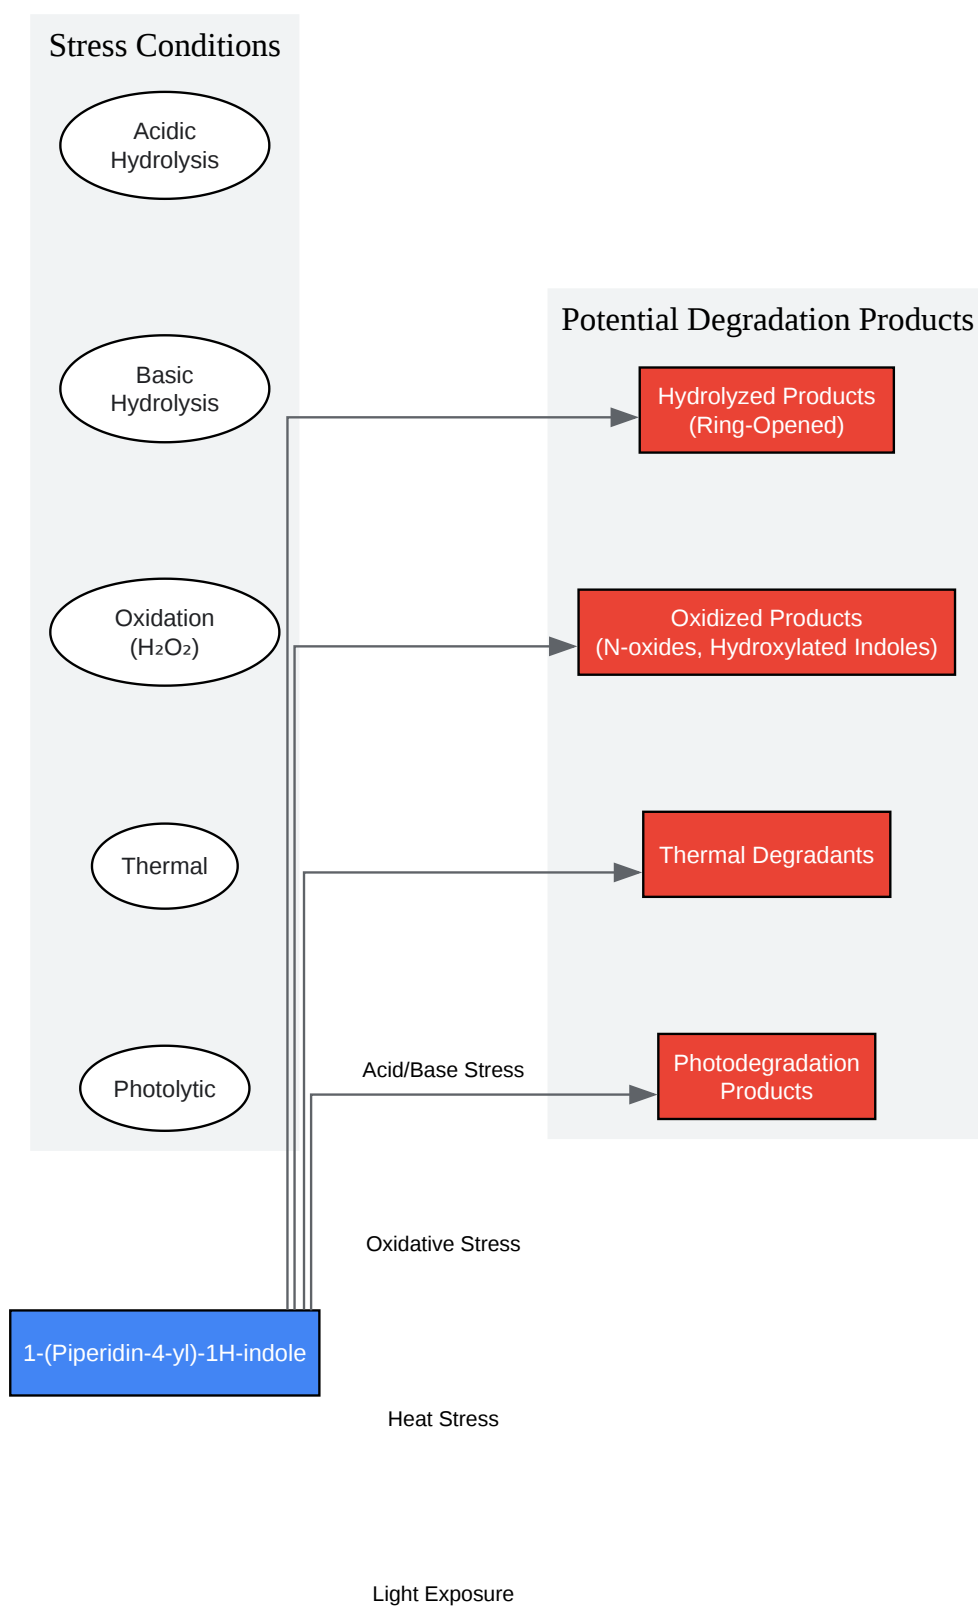 Stress Conditions
Acidic
Hydrolysis
Basic
Hydrolysis
Oxidation
(H₂O₂)
Thermal
Photolytic
Potential Degradation Products
Hydrolyzed Products
(Ring-Opened)
Oxidized Products
(N-oxides, Hydroxylated Indoles)
Thermal Degradants
Photodegradation
Products
Acid/Base Stress
Oxidative Stress
1-(Piperidin-4-yl)-1H-indole
Heat Stress
Light Exposure